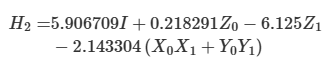 H₂ =5.906709I + 0.218291Z₀ − 6.125Z₁
− 2.143304 (X₀X₁ + Y₀Y₁)